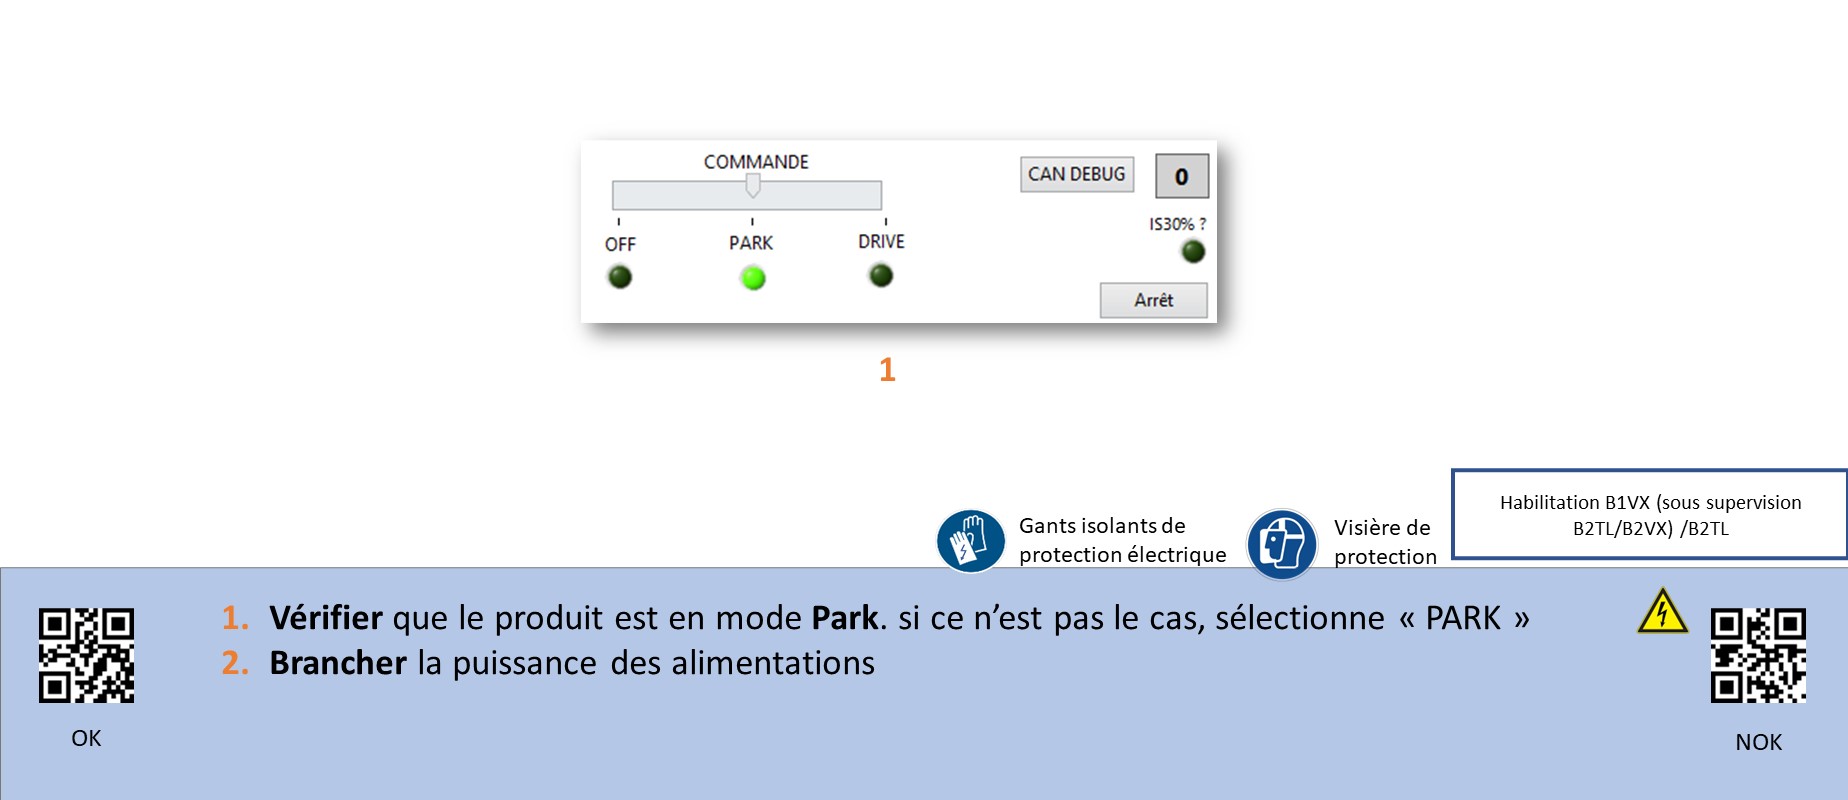 COMMANDE
CAN DEBUG
0
IS30% ?
OFF
PARK
DRIVE
Arrêt
1
Gants isolants de
protection électrique
Visière de
protection
Habilitation B1VX (sous supervision
B2TL/B2VX) /B2TL
1. Vérifier que le produit est en mode Park. si ce n’est pas le cas, sélectionne « PARK »
2. Brancher la puissance des alimentations
OK
NOK